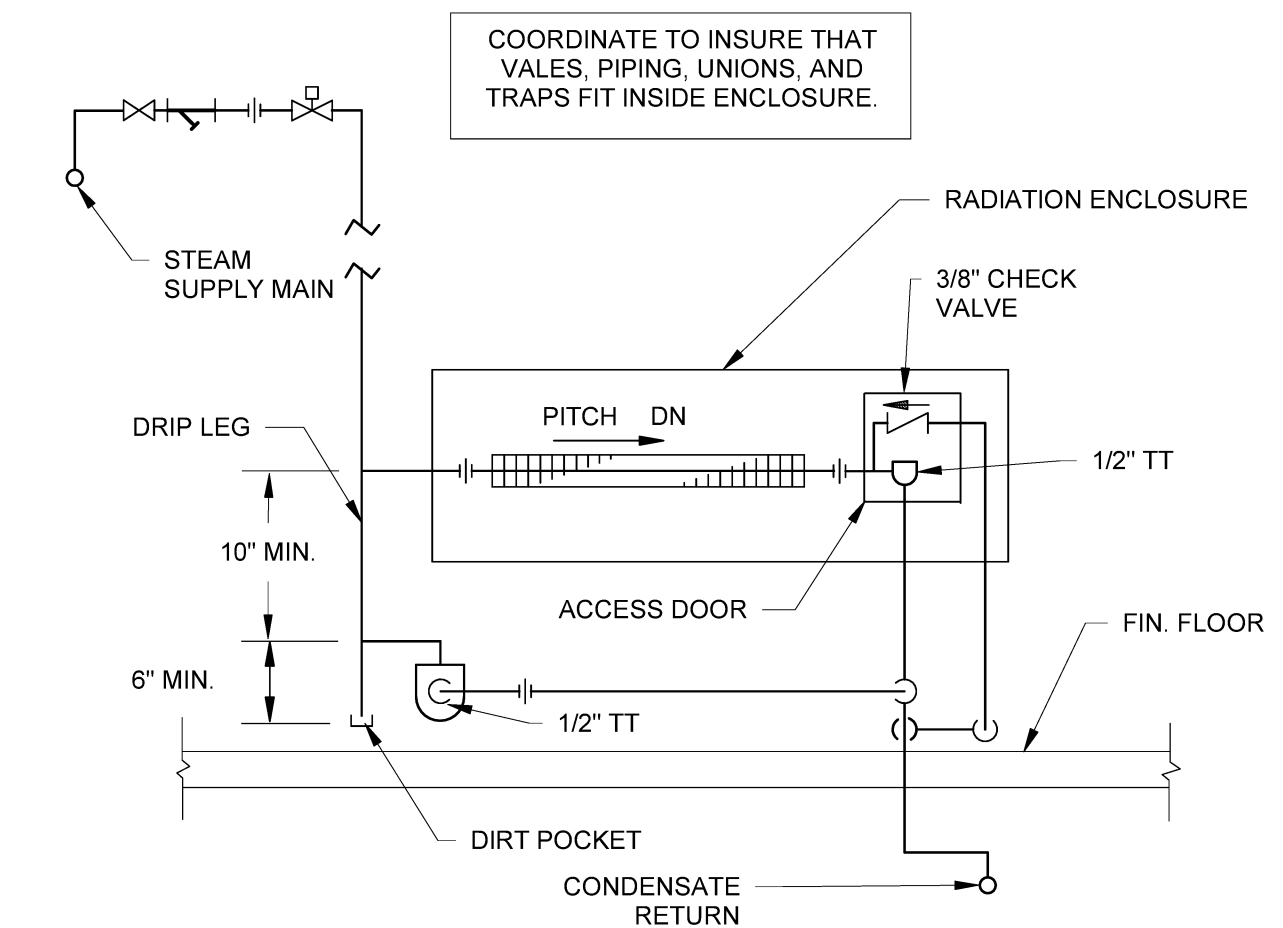 COORDINATE TO INSURE THAT
VALES, PIPING, UNIONS, AND
TRAPS FIT INSIDE ENCLOSURE.
RADIATION ENCLOSURE
STEAM
SUPPLY MAIN
3/8" CHECK
VALVE
DRIP LEG
PITCH DN
1/2" TT
10" MIN.
ACCESS DOOR
FIN. FLOOR
6" MIN.
1/2" TT
DIRT POCKET
CONDENSATE
RETURN